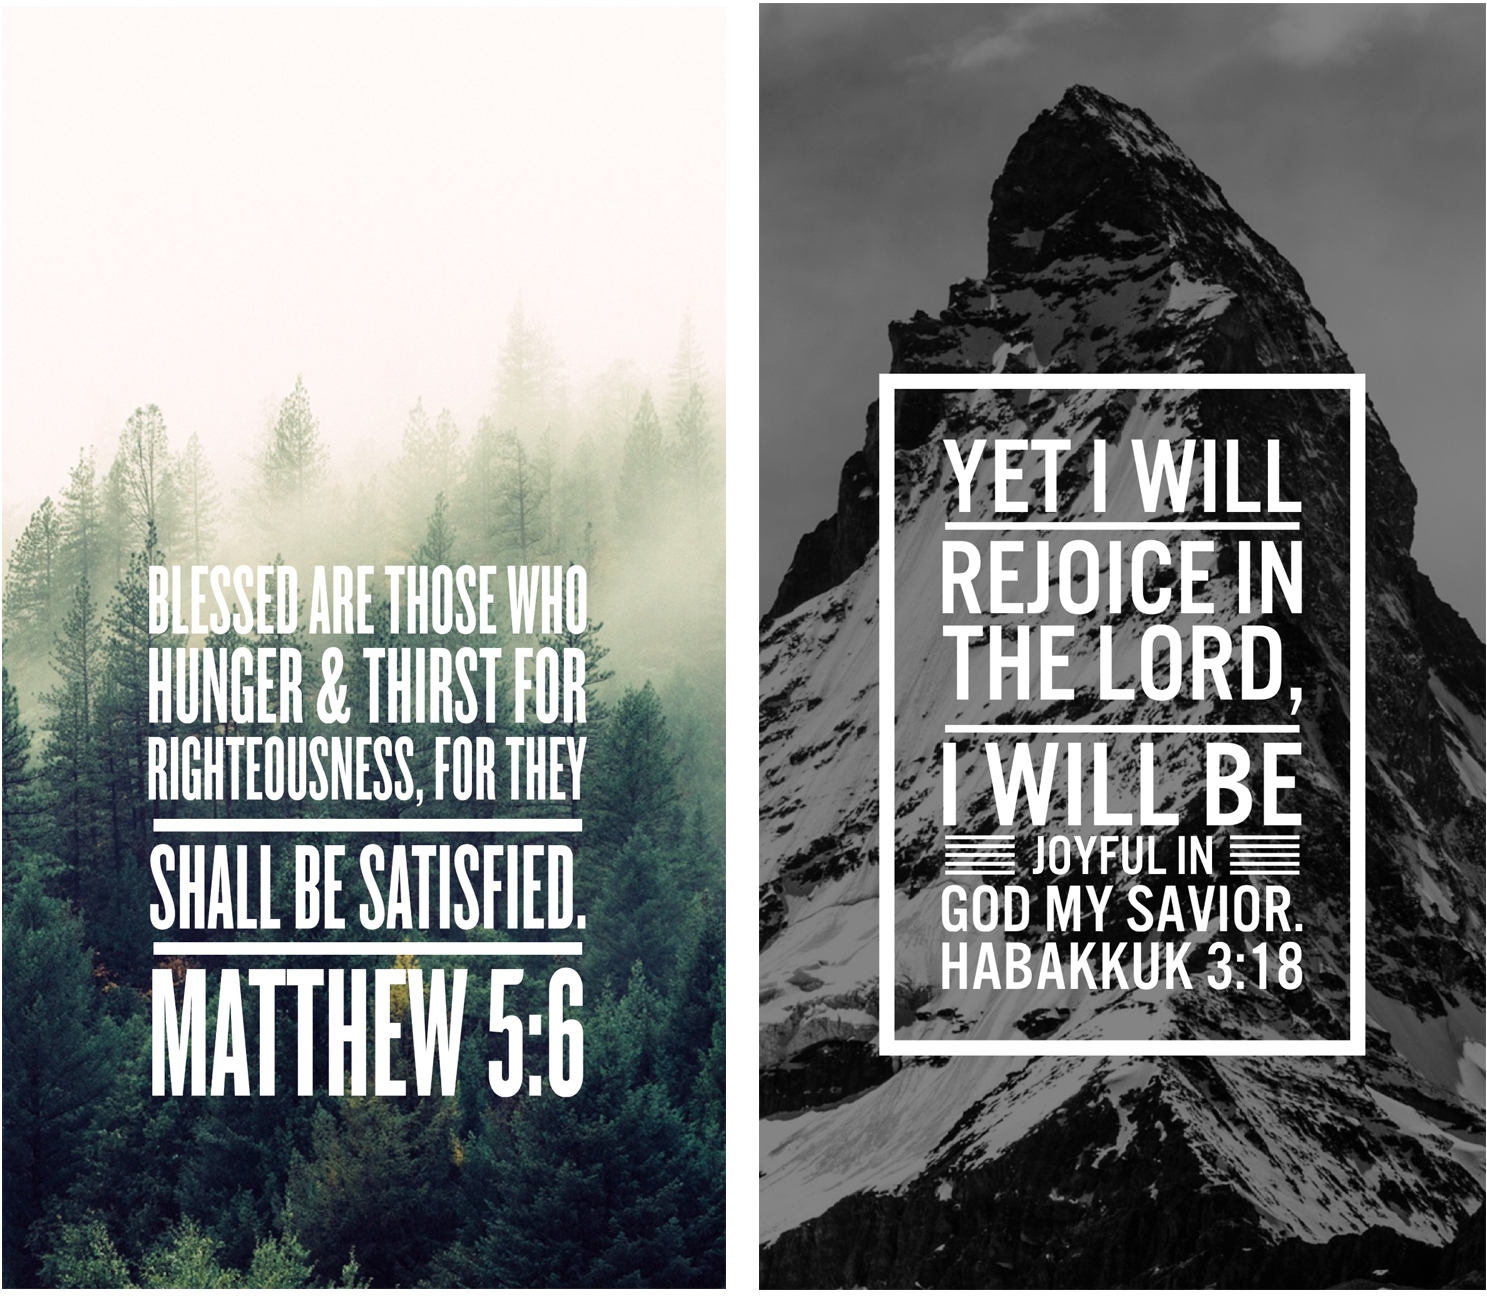 BLESSED ARE THOSE WHO
HUNGER & THIRST FOR
RIGHTEOUSNESS, FOR THEY
SHALL BE SATISFIED.
MATTHEW 5:6
YET I WILL
REJOICE IN
THE LORD,
I WILL BE
JOYFUL IN
GOD MY SAVIOR.
HABAKKUK 3:18